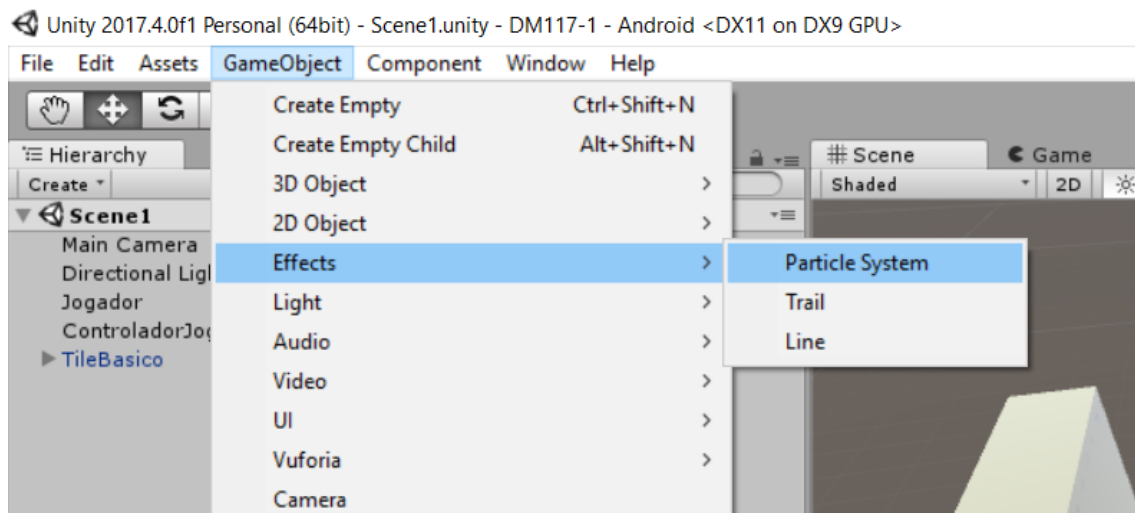 Unity 2017.4.0f1 Personal (64bit) - Scene1.unity - DM117-1 - Android <DX11 on DX9 GPU>
File Edit Assets GameObject Component Window Help
Create Empty Ctrl+Shift+N
Create Empty Child Alt+Shift+N
3D Object
2D Object
Effects
Light
Audio
Video
UI
Vuforia
Camera
Particle System
Trail
Line
Hierarchy
Create
Scene1
Main Camera
Directional Ligl
Jogador
ControladorJog
TileBasico
Scene Game
Shaded 2D